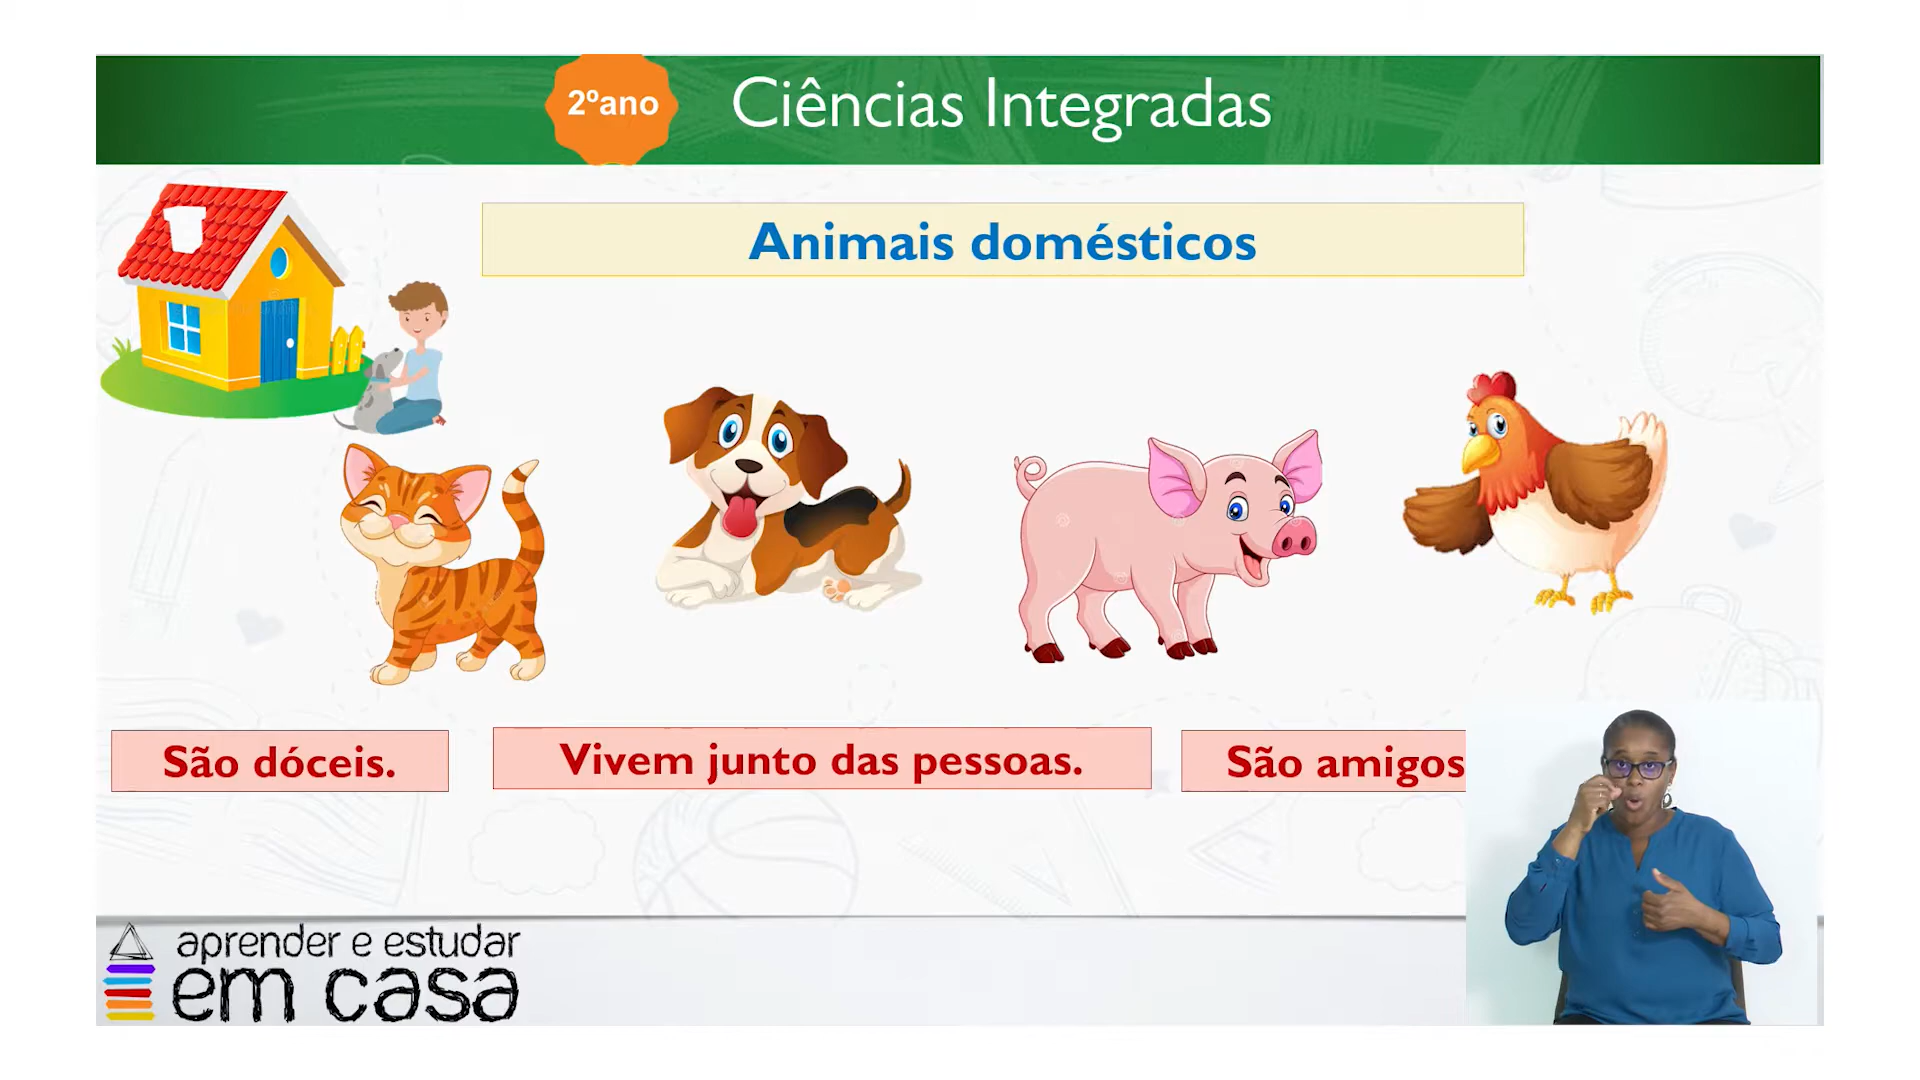 2ºano
Ciências Integradas
Animais domésticos
São dóceis.
Vivem junto das pessoas.
São amigos
aprender e estudar
em casa